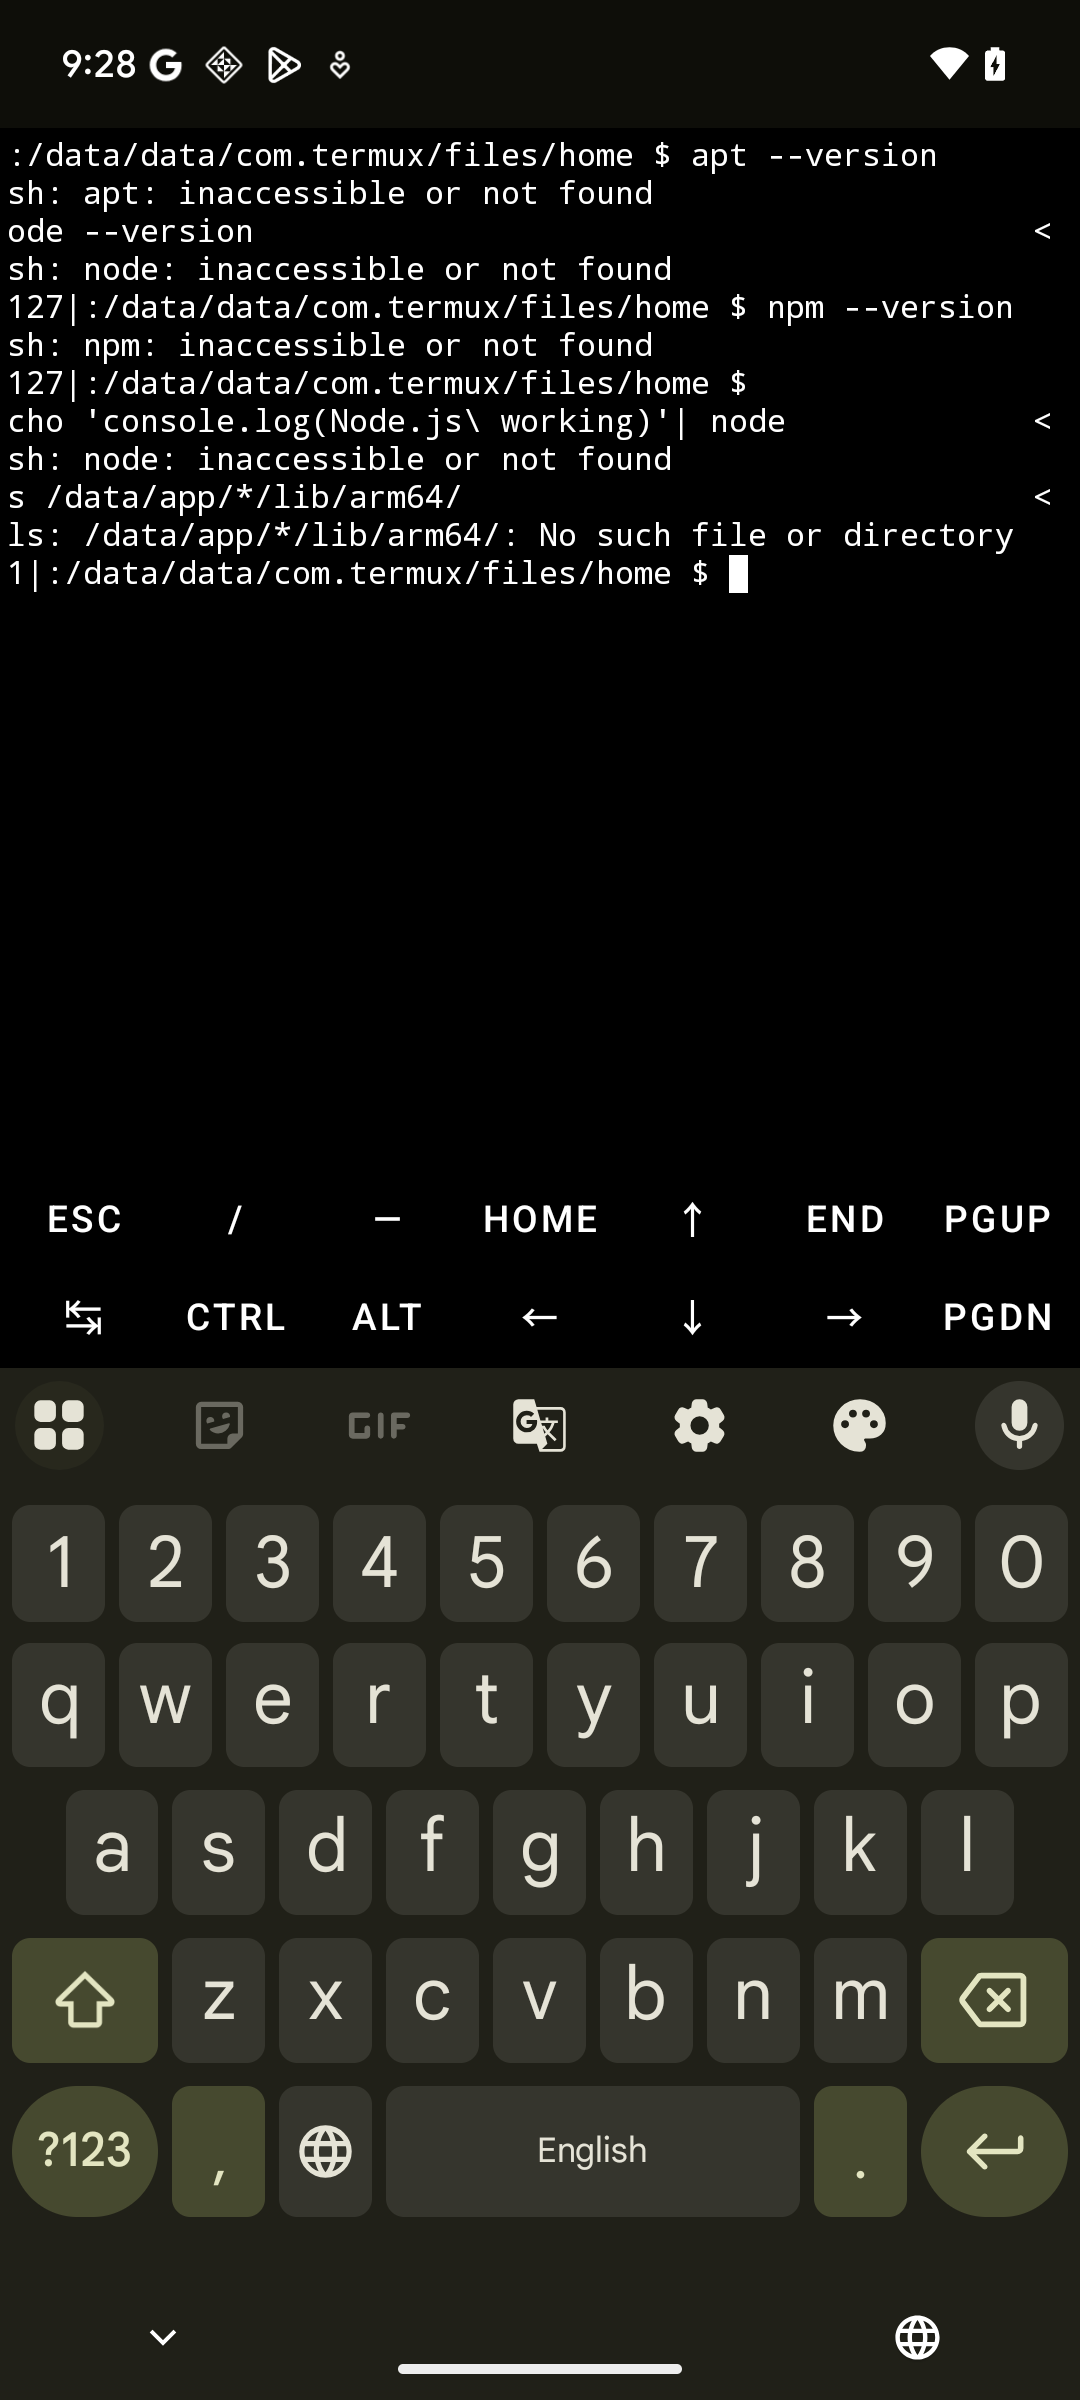 9:28
:/data/data/com.termux/files/home $ apt --version
sh: apt: inaccessible or not found
ode --version <
sh: node: inaccessible or not found
127|:/data/data/com.termux/files/home $ npm --version
sh: npm: inaccessible or not found
127|:/data/data/com.termux/files/home $
cho 'console.log(Node.js\ working)'| node <
sh: node: inaccessible or not found
s /data/app/*/lib/arm64/ <
ls: /data/app/*/lib/arm64/: No such file or directory
1|:/data/data/com.termux/files/home $
ESC / — HOME ↑ END PGUP
↹ CTRL ALT ← ↓ → PGDN
GIF G文
1 2 3 4 5 6 7 8 9 0
q w e r t y u i o p
a s d f g h j k l
z x c v b n m
?123 , English .